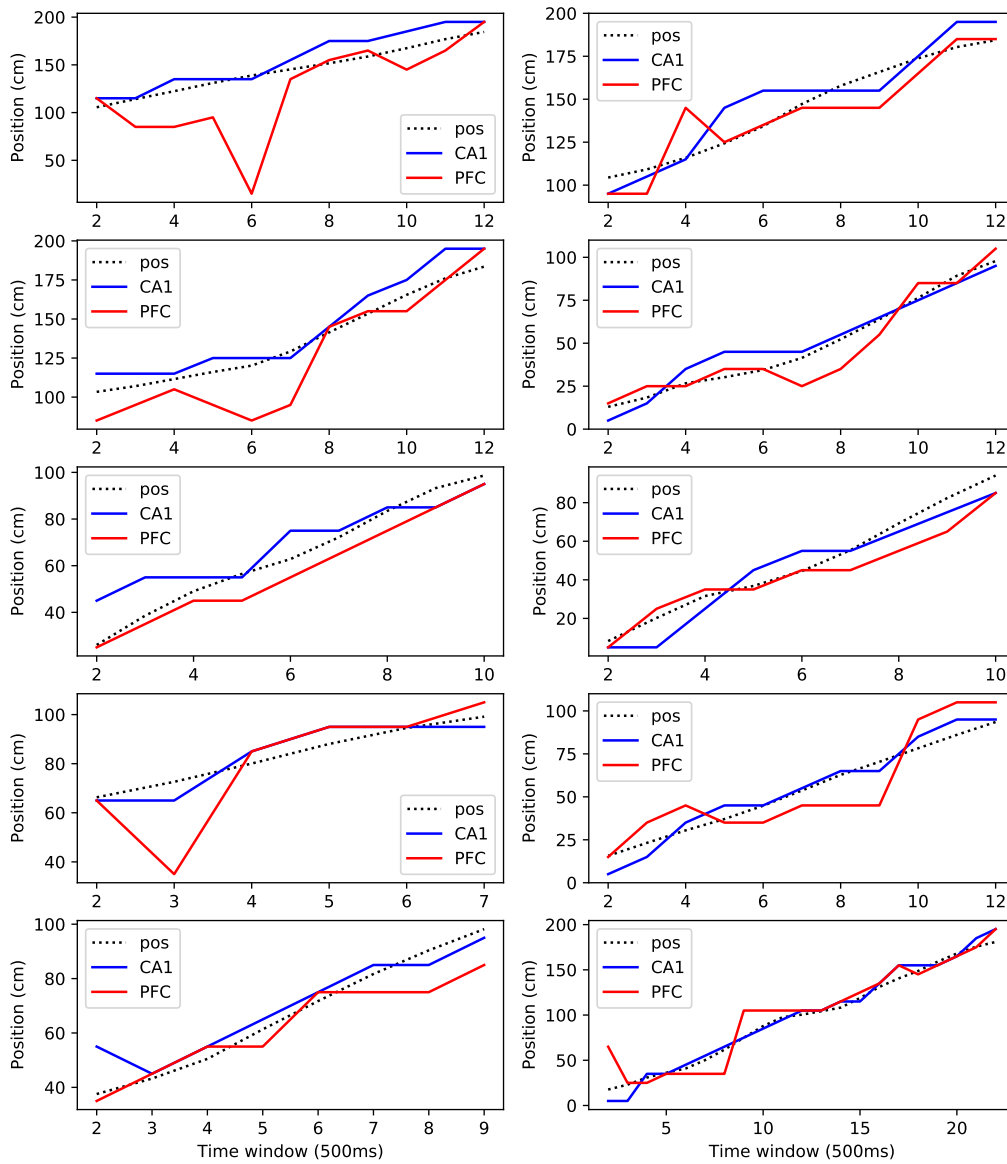 Position (cm)
200
150
100
50
pos
CA1
PFC
2 4 6 8 10 12
Position (cm)
200
175
150
125
100
pos
CA1
PFC
2 4 6 8 10 12
Position (cm)
200
175
150
125
100
pos
CA1
PFC
2 4 6 8 10 12
Position (cm)
100
75
50
25
0
pos
CA1
PFC
2 4 6 8 10 12
Position (cm)
100
80
60
40
pos
CA1
PFC
2 4 6 8 10
Position (cm)
80
60
40
20
pos
CA1
PFC
2 4 6 8 10
Position (cm)
100
80
60
40
pos
CA1
PFC
2 3 4 5 6 7
Position (cm)
100
75
50
25
0
pos
CA1
PFC
2 4 6 8 10 12
Position (cm)
100
80
60
40
pos
CA1
PFC
2 3 4 5 6 7 8 9
Time window (500ms)
Position (cm)
200
150
100
50
0
pos
CA1
PFC
5 10 15 20
Time window (500ms)